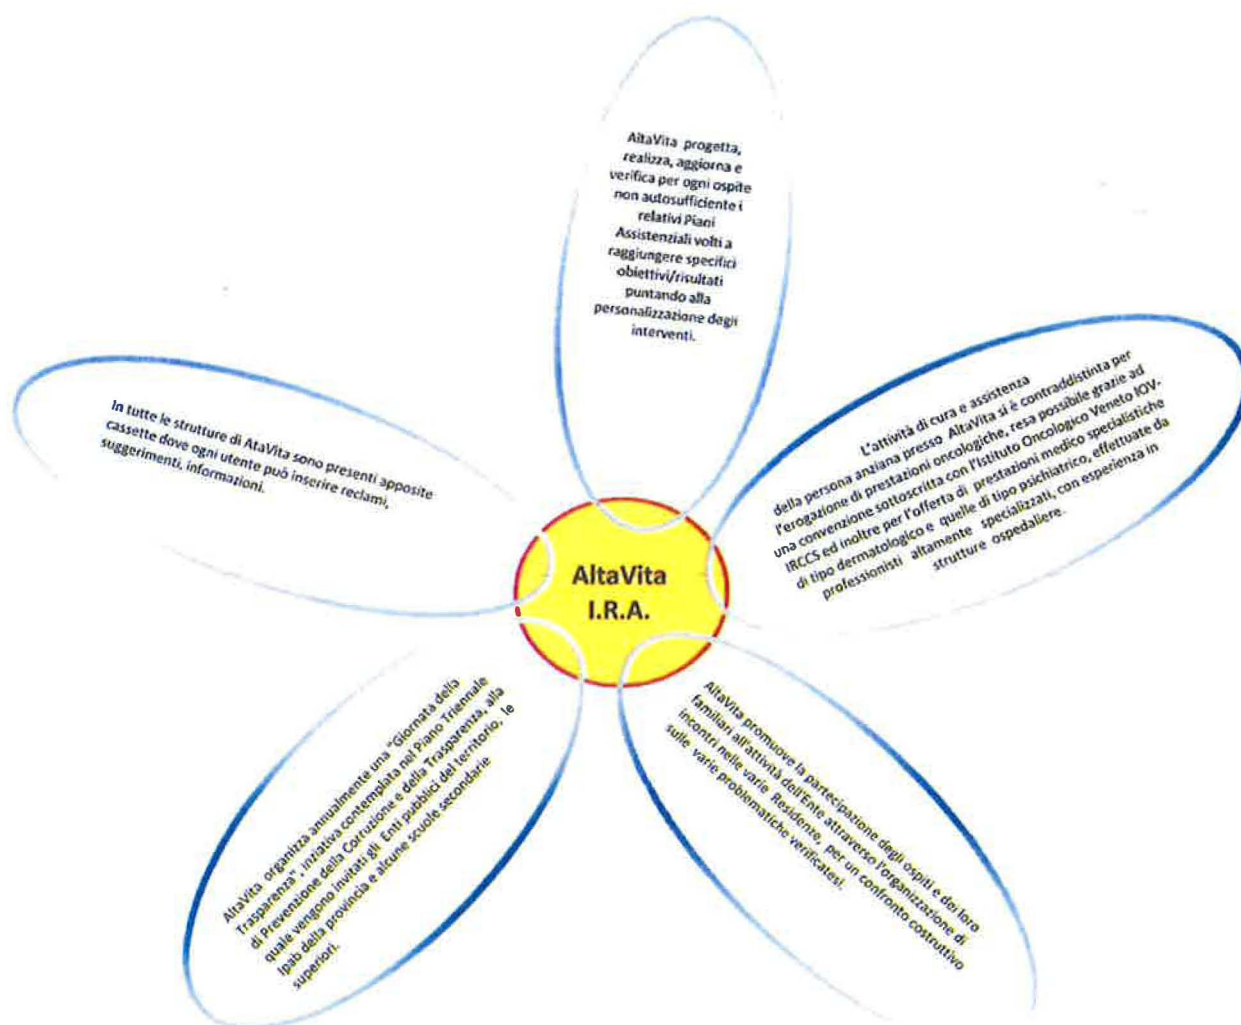 AltaVita progetta,
realizza, aggiorna e
verifica per ogni ospite
non autosufficiente i
relativi Piani
Assistenziali volti a
raggiungere specifici
obiettivi/risultati
puntando alla
personalizzazione degli
interventi.
L'attività di cura e assistenza
della persona anziana presso AltaVita si è contraddistinta per
l'erogazione di prestazioni oncologiche, resa possibile grazie ad
una convenzione sottoscritta con l'Istituto Oncologico Veneto IOV-
IRCCS ed inoltre per l'offerta di prestazioni medico specialistiche
di tipo dermatologico e quelle di tipo psichiatrico, effettuate da
professionisti altamente specializzati, con esperienza in
strutture ospedaliere.
In tutte le strutture di AtaVita sono presenti apposite
cassette dove ogni utente può inserire reclami,
suggerimenti, informazioni.
AltaVita
I.R.A.
AltaVita organizza annualmente una "Giornata della
Trasparenza", inziativa contemplata nel Piano Triennale
di Prevenzione della Corruzione e della Trasparenza, alla
quale vengono invitati gli Enti pubblici del territorio, le
Ipab della provincia e alcune scuole secondarie
superiori.
AltaVita promuove la partecipazione degli ospiti e dei loro
familiari all'attività dell'Ente attraverso l'organizzazione di
incontri nelle varie Residenze, per un confronto costruttivo
sulle varie problematiche verificatesi.